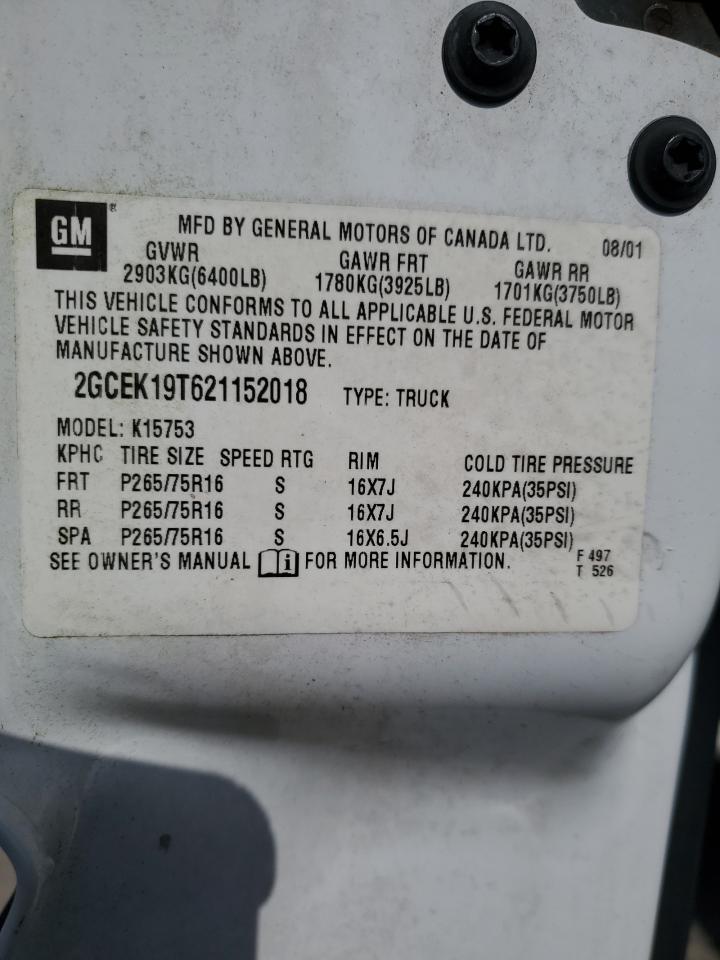 GM ® MFD BY GENERAL MOTORS OF CANADA LTD. 08/01
GVWR GAWR FRT GAWR RR
2903KG(6400LB) 1780KG(3925LB) 1701KG(3750LB)
THIS VEHICLE CONFORMS TO ALL APPLICABLE U.S. FEDERAL MOTOR
VEHICLE SAFETY STANDARDS IN EFFECT ON THE DATE OF
MANUFACTURE SHOWN ABOVE.
2GCEK19T621152018 TYPE: TRUCK
MODEL: K15753
KPHC TIRE SIZE SPEED RTG RIM COLD TIRE PRESSURE
FRT P265/75R16 S 16X7J 240KPA(35PSI)
RR P265/75R16 S 16X7J 240KPA(35PSI)
SPA P265/75R16 S 16X6.5J 240KPA(35PSI)
SEE OWNER'S MANUAL i FOR MORE INFORMATION.
F 497
T 526